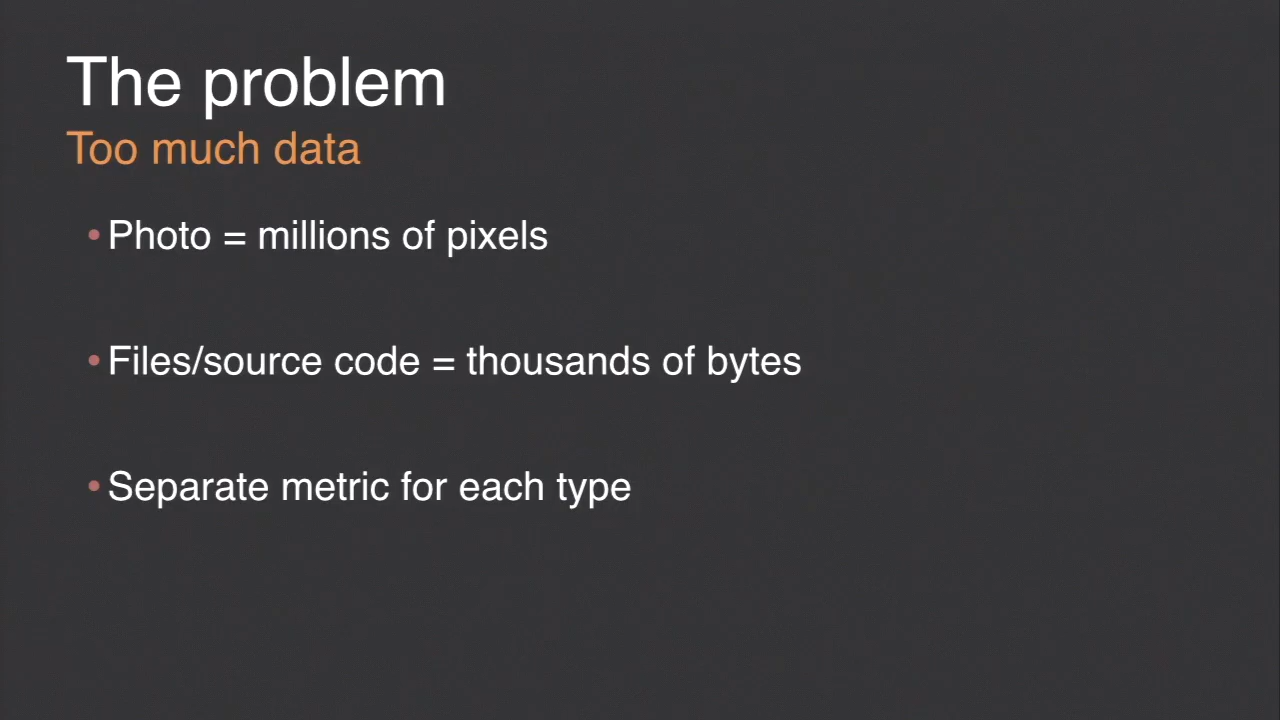 The problem
Too much data
• Photo = millions of pixels
• Files/source code = thousands of bytes
• Separate metric for each type